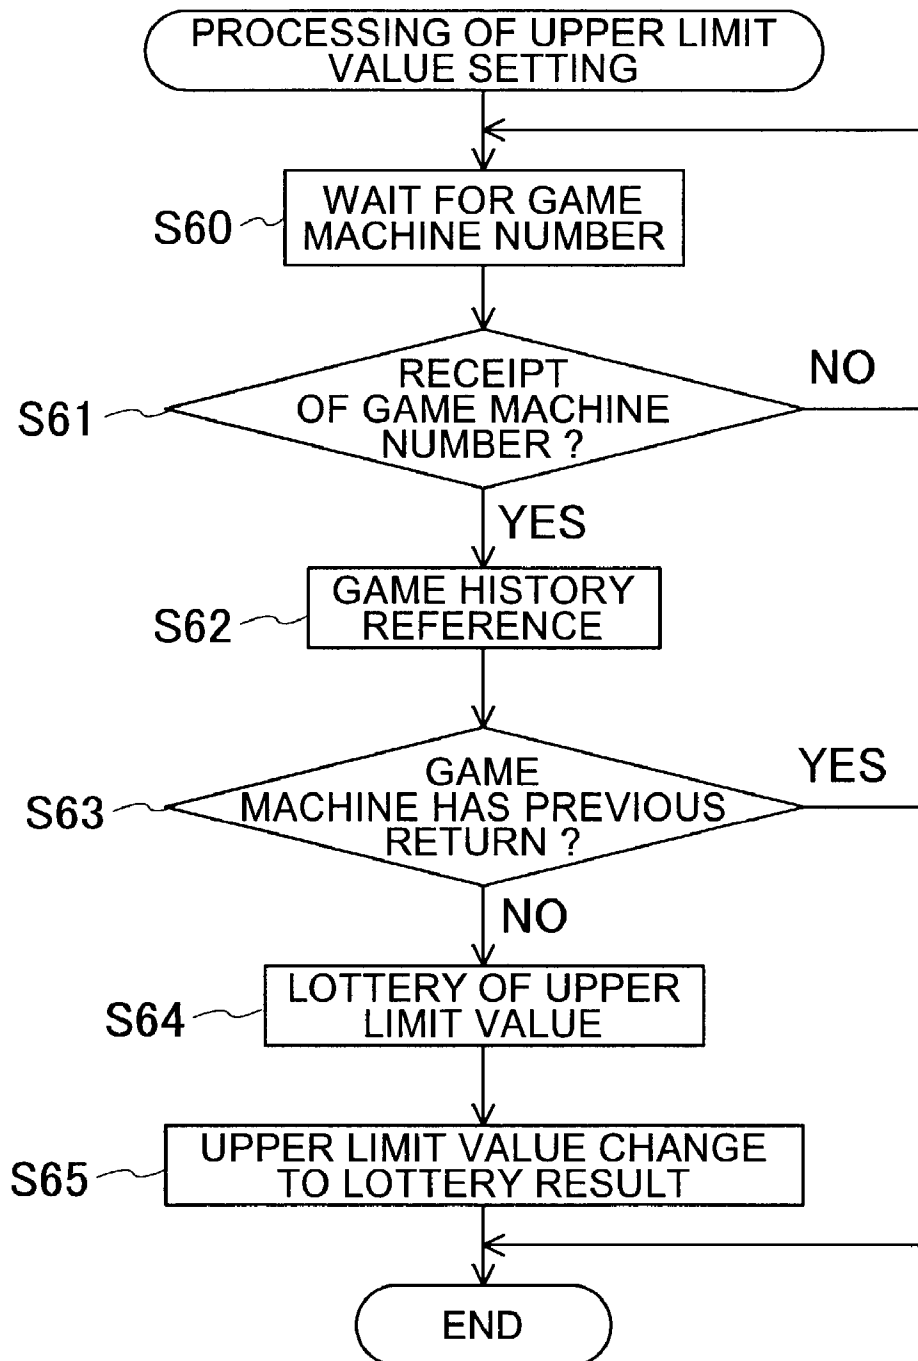 PROCESSING OF UPPER LIMIT
VALUE SETTING
S60
WAIT FOR GAME
MACHINE NUMBER
S61
RECEIPT
OF GAME MACHINE
NUMBER ?
NO
YES
S62
GAME HISTORY
REFERENCE
S63
GAME
MACHINE HAS PREVIOUS
RETURN ?
YES
NO
S64
LOTTERY OF UPPER
LIMIT VALUE
S65
UPPER LIMIT VALUE CHANGE
TO LOTTERY RESULT
END